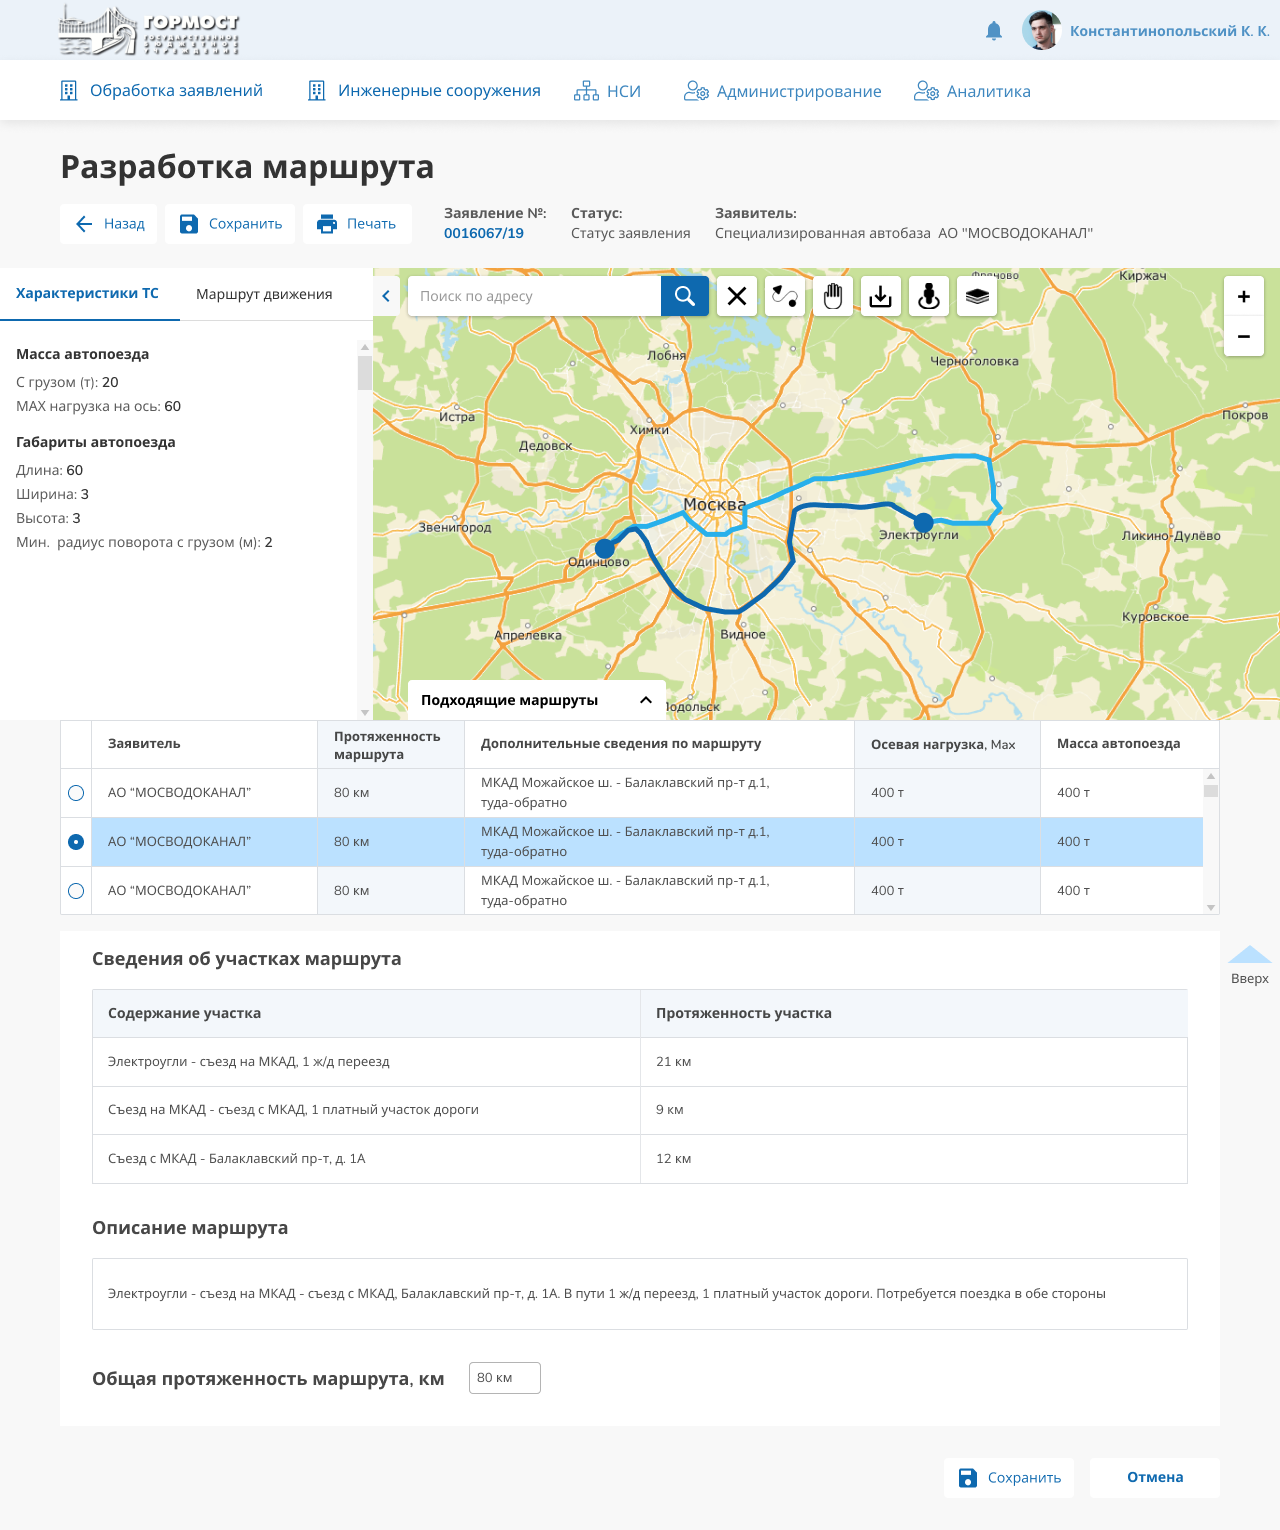 ГОРМОСТ
ГОСУДАРСТВЕННОЕ
БЮДЖЕТНОЕ
УЧРЕЖДЕНИЕ
Константинопольский К. К.
Обработка заявлений
Инженерные сооружения
НСИ
Администрирование
Аналитика
Разработка маршрута
Назад
Сохранить
Печать
Заявление №:
0016067/19
Статус:
Статус заявления
Заявитель:
Специализированная автобаза АО "МОСВОДОКАНАЛ"
Характеристики ТС
Маршрут движения
Масса автопоезда
С грузом (т): 20
MAX нагрузка на ось: 60
Габариты автопоезда
Длина: 60
Ширина: 3
Высота: 3
Мин. радиус поворота с грузом (м): 2
Поиск по адресу
Фряново
Киржач
Лобня
Черноголовка
Истра
Химки
Покров
Дедовск
Москва
Звенигород
Электроугли
Ликино-Дулёво
Одинцово
Куровское
Апрелевка
Видное
Подольск
Подходящие маршруты
Заявитель
Протяженность маршрута
Дополнительные сведения по маршруту
Осевая нагрузка, Max
Масса автопоезда
АО “МОСВОДОКАНАЛ”
80 км
МКАД Можайское ш. - Балаклавский пр-т д.1,
туда-обратно
400 т
400 т
АО “МОСВОДОКАНАЛ”
80 км
МКАД Можайское ш. - Балаклавский пр-т д.1,
туда-обратно
400 т
400 т
АО “МОСВОДОКАНАЛ”
80 км
МКАД Можайское ш. - Балаклавский пр-т д.1,
туда-обратно
400 т
400 т
Сведения об участках маршрута
Вверх
Содержание участка
Протяженность участка
Электроугли - съезд на МКАД, 1 ж/д переезд
21 км
Съезд на МКАД - съезд с МКАД, 1 платный участок дороги
9 км
Съезд с МКАД - Балаклавский пр-т, д. 1А
12 км
Описание маршрута
Электроугли - съезд на МКАД - съезд с МКАД, Балаклавский пр-т, д. 1А. В пути 1 ж/д переезд, 1 платный участок дороги. Потребуется поездка в обе стороны
Общая протяженность маршрута, км
80 км
Сохранить
Отмена